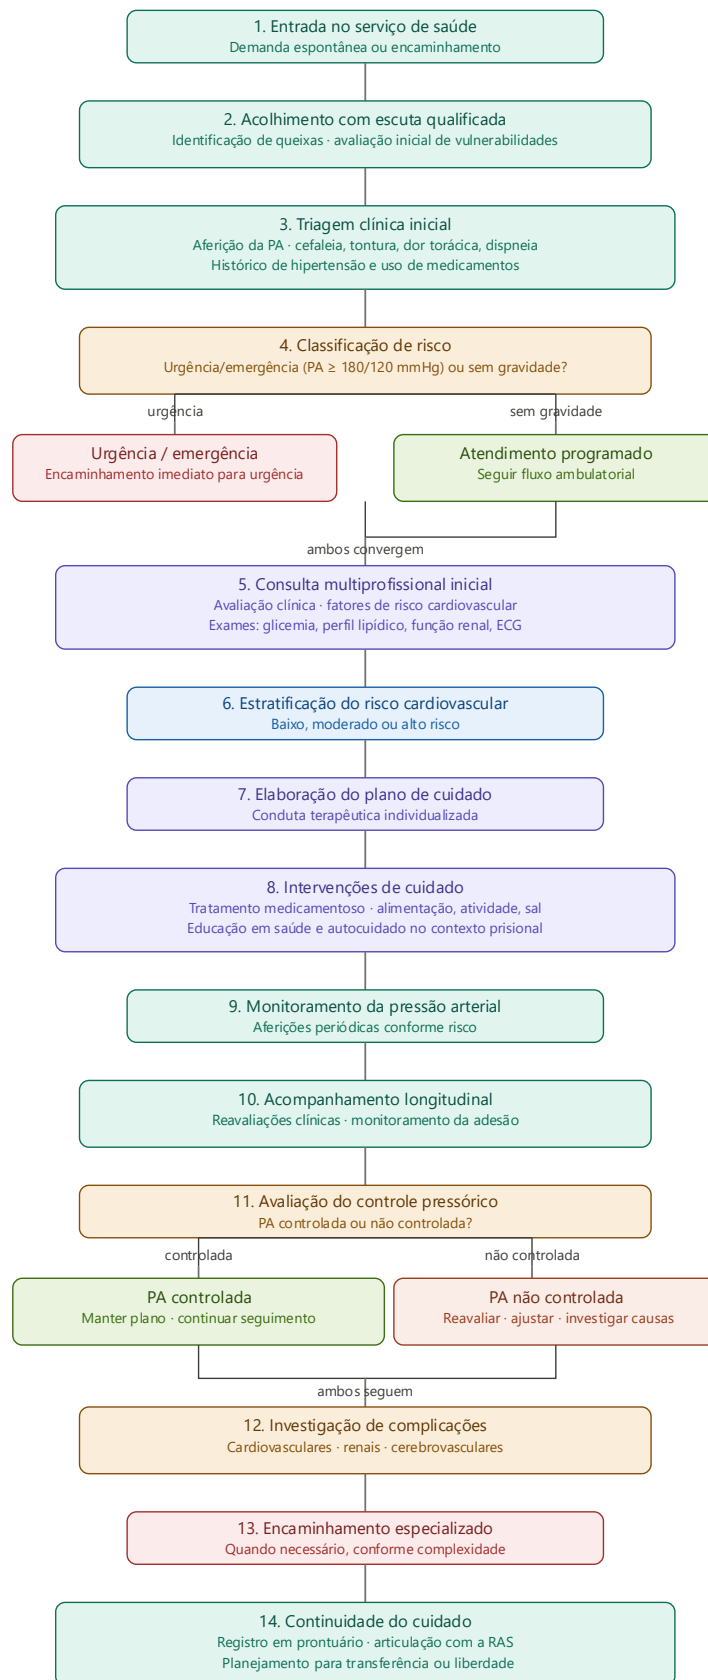 1. Entrada no serviço de saúde
Demanda espontânea ou encaminhamento
2. Acolhimento com escuta qualificada
Identificação de queixas · avaliação inicial de vulnerabilidades
3. Triagem clínica inicial
Aferição da PA · cefaleia, tontura, dor torácica, dispneia
Histórico de hipertensão e uso de medicamentos
4. Classificação de risco
Urgência/emergência (PA ≥ 180/120 mmHg) ou sem gravidade?
urgência
sem gravidade
Urgência / emergência
Encaminhamento imediato para urgência
Atendimento programado
Seguir fluxo ambulatorial
ambos convergem
5. Consulta multiprofissional inicial
Avaliação clínica · fatores de risco cardiovascular
Exames: glicemia, perfil lipídico, função renal, ECG
6. Estratificação do risco cardiovascular
Baixo, moderado ou alto risco
7. Elaboração do plano de cuidado
Conduta terapêutica individualizada
8. Intervenções de cuidado
Tratamento medicamentoso · alimentação, atividade, sal
Educação em saúde e autocuidado no contexto prisional
9. Monitoramento da pressão arterial
Aferições periódicas conforme risco
10. Acompanhamento longitudinal
Reavaliações clínicas · monitoramento da adesão
11. Avaliação do controle pressórico
PA controlada ou não controlada?
controlada
não controlada
PA controlada
Manter plano · continuar seguimento
PA não controlada
Reavaliar · ajustar · investigar causas
ambos seguem
12. Investigação de complicações
Cardiovasculares · renais · cerebrovasculares
13. Encaminhamento especializado
Quando necessário, conforme complexidade
14. Continuidade do cuidado
Registro em prontuário · articulação com a RAS
Planejamento para transferência ou liberdade